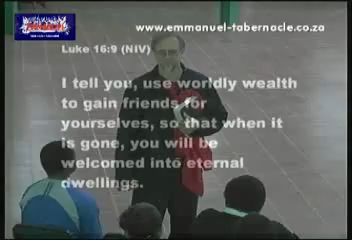 www.emmanuel-tabernacle.co.za
Luke 16:9 (NIV)
I tell you, use worldly wealth
to gain friends for
yourselves, so that when it
is gone, you will be
welcomed into eternal
dwellings.